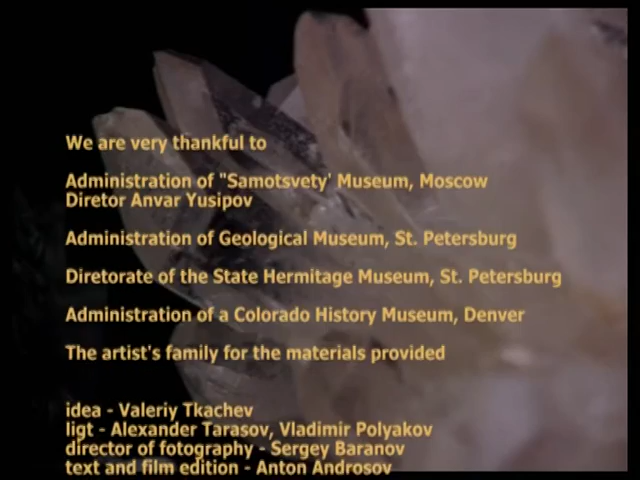 We are very thankful to
Administration of "Samotsvety' Museum, Moscow
Diretor Anvar Yusipov
Administration of Geological Museum, St. Petersburg
Diretorate of the State Hermitage Museum, St. Petersburg
Administration of a Colorado History Museum, Denver
The artist's family for the materials provided
idea - Valeriy Tkachev
ligt - Alexander Tarasov, Vladimir Polyakov
director of fotography - Sergey Baranov
text and film edition - Anton Androsov